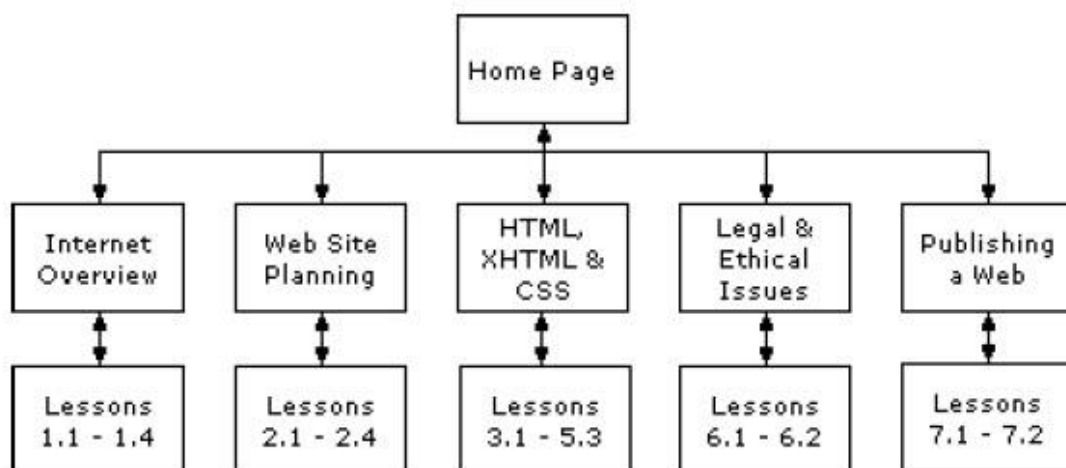 Home Page
Internet
Overview
Web Site
Planning
HTML,
XHTML &
CSS
Legal &
Ethical
Issues
Publishing
a Web
Lessons
1.1 - 1.4
Lessons
2.1 - 2.4
Lessons
3.1 - 5.3
Lessons
6.1 - 6.2
Lessons
7.1 - 7.2